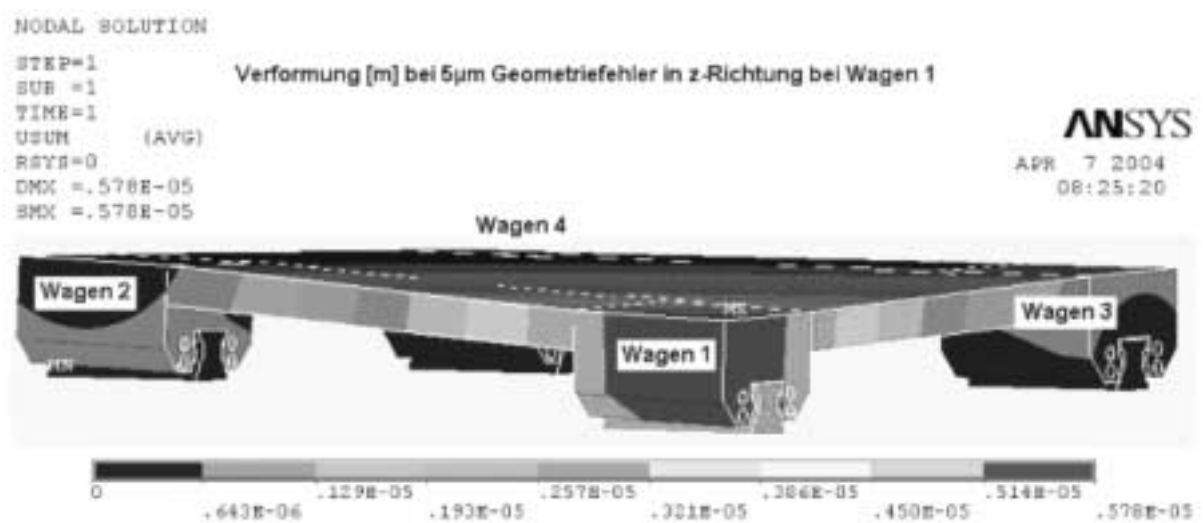 NODAL SOLUTION
STEP=1
SUB =1
TIME=1
USUM (AVG)
RSYS=0
DMX =.578E-05
SMX =.578E-05
Verformung [m] bei 5µm Geometriefehler in z-Richtung bei Wagen 1
ANSYS
APR 7 2004
08:25:20
Wagen 4
Wagen 2
Wagen 3
MX
Wagen 1
MN
0 .129E-05 .257E-05 .386E-05 .514E-05
.643E-06 .193E-05 .321E-05 .450E-05 .578E-05